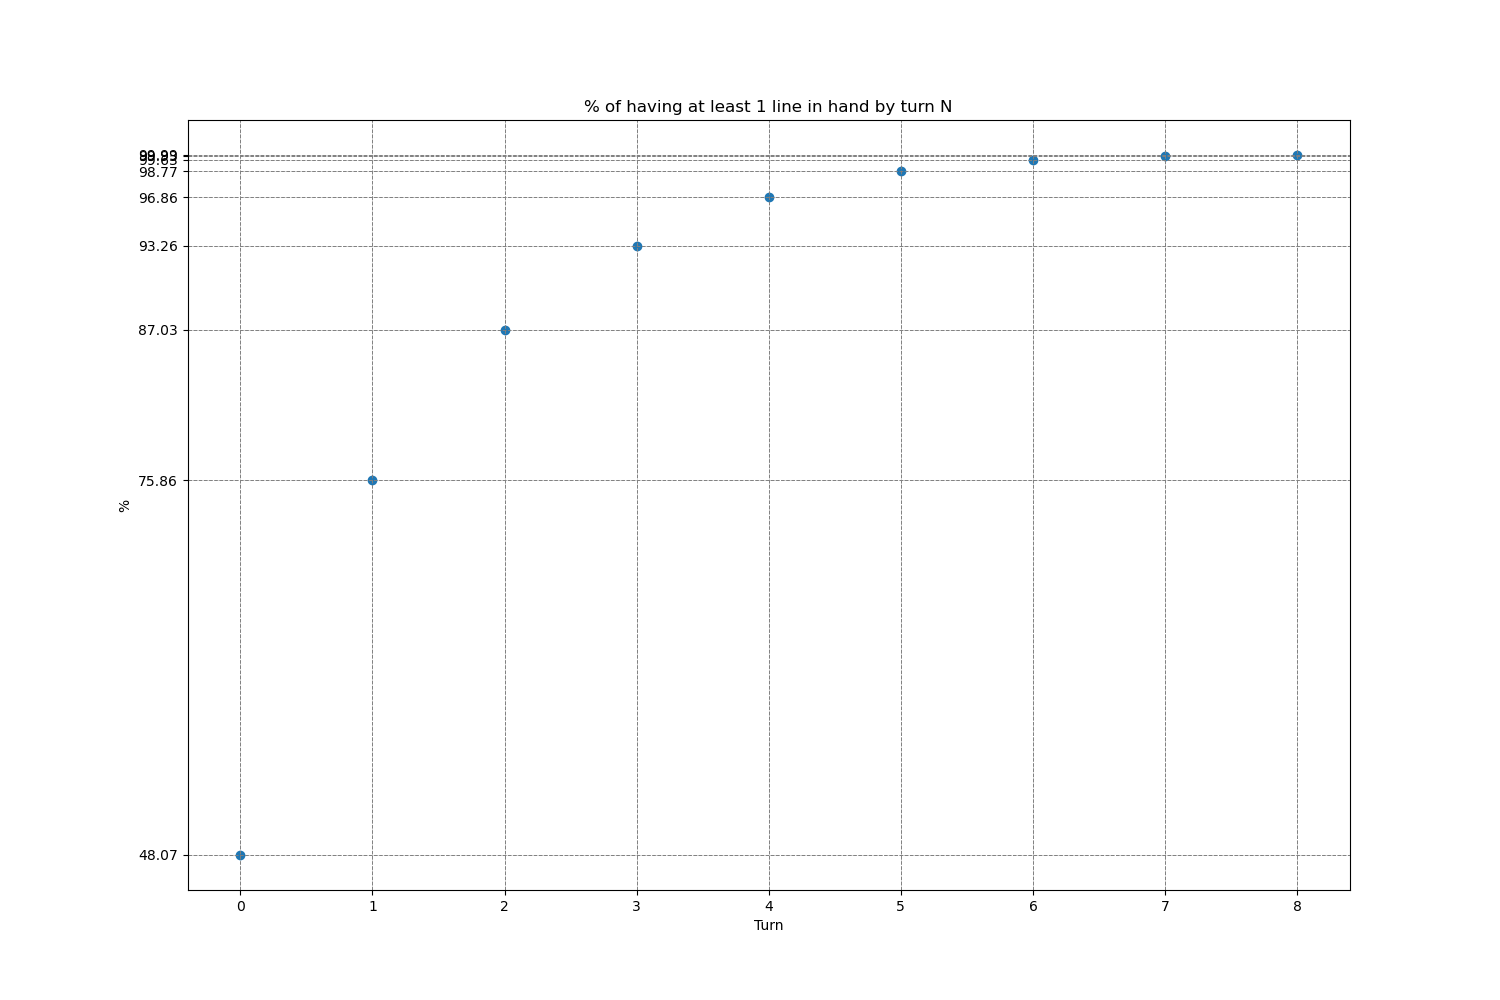 % of having at least 1 line in hand by turn N
98.77
96.86
93.26
87.03
75.86
48.07
%
0 1 2 3 4 5 6 7 8
Turn